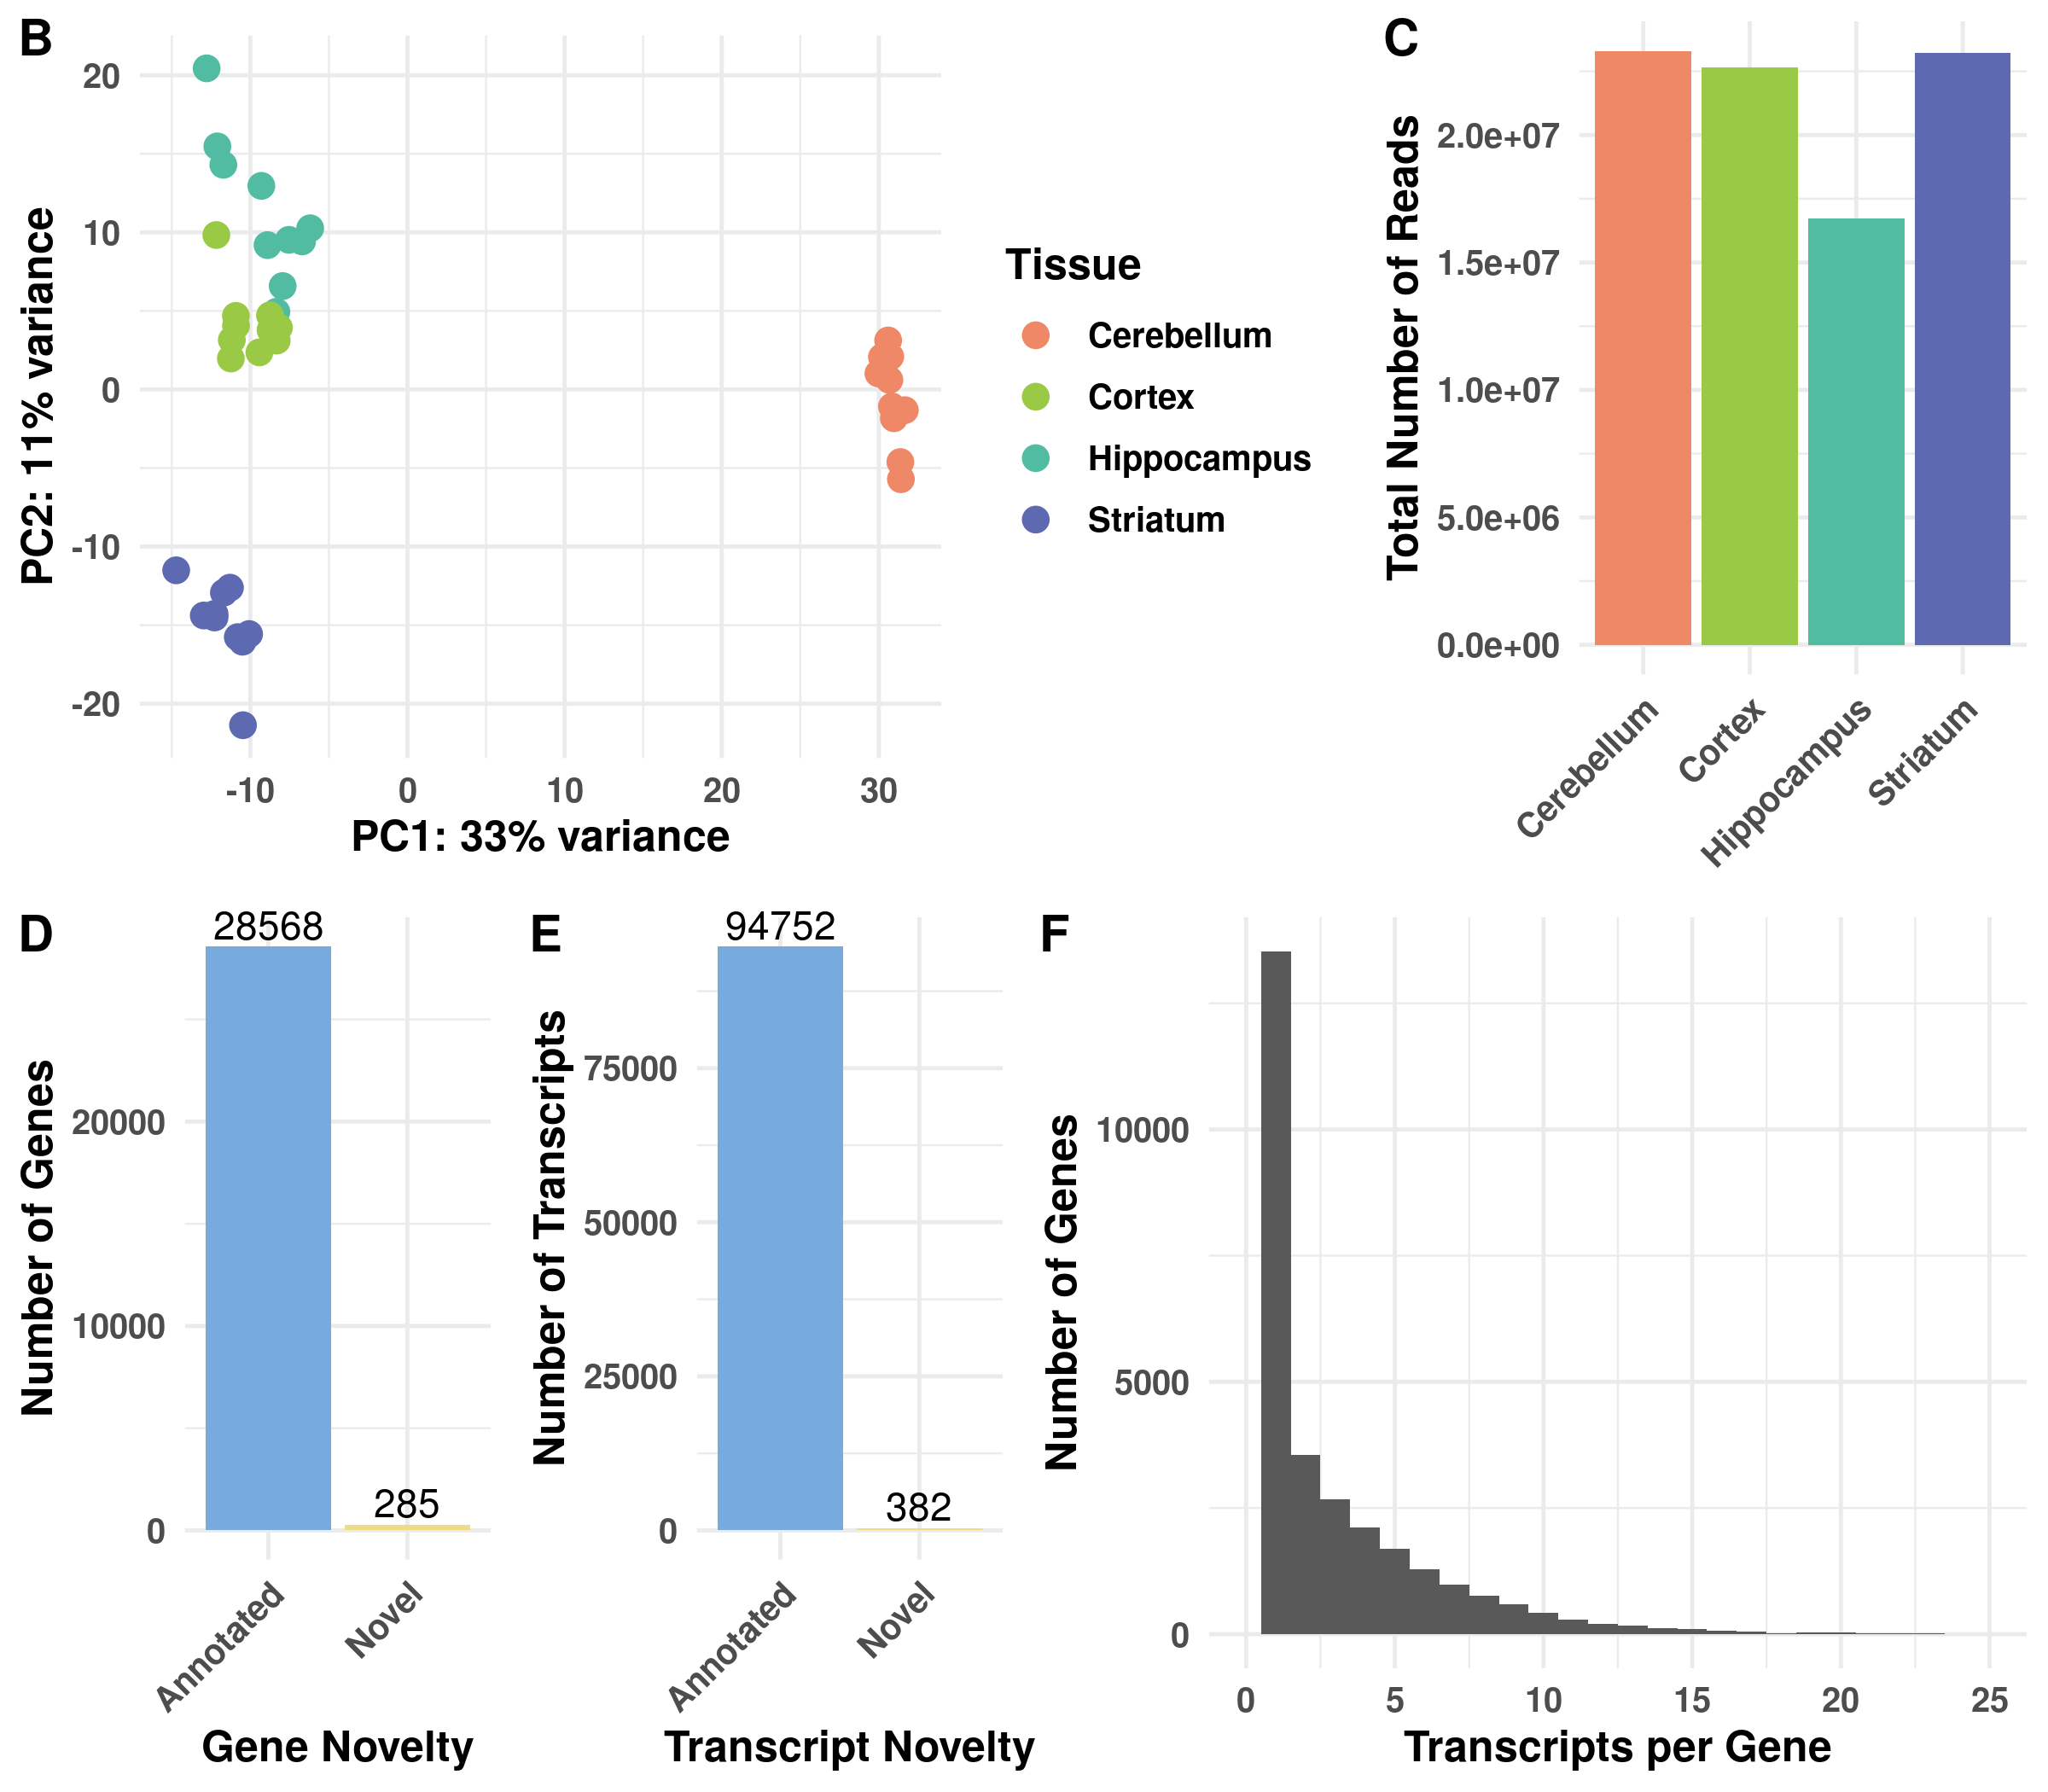 B
20
10
0
-10
-20
PC2: 11% variance
-10 0 10 20 30
PC1: 33% variance
Tissue
Cerebellum
Cortex
Hippocampus
Striatum
C
Total Number of Reads
2.0e+07
1.5e+07
1.0e+07
5.0e+06
0.0e+00
Cerebellum
Cortex
Hippocampus
Striatum
D
Number of Genes
20000
10000
0
28568
285
Annotated
Novel
Gene Novelty
E
Number of Transcripts
75000
50000
25000
0
94752
382
Annotated
Novel
Transcript Novelty
F
Number of Genes
10000
5000
0
0 5 10 15 20 25
Transcripts per Gene